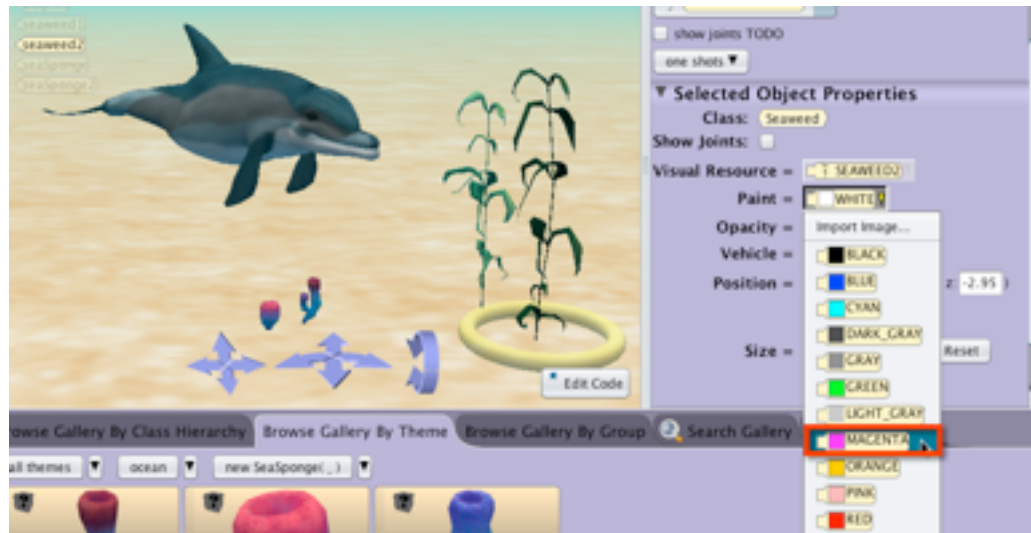 seaweed1
seaweed2
seaSponge
seaSponge2
show joints TODO
one shots
Selected Object Properties
Class: Seaweed
Show Joints:
Visual Resource = SEAWEED2
Paint = WHITE
Opacity =
Vehicle =
Position = z: -2.95 )
Size = Reset
Import Image...
BLACK
BLUE
CYAN
DARK_GRAY
GRAY
GREEN
LIGHT_GRAY
MAGENTA
ORANGE
PINK
RED
Edit Code
rowse Gallery By Class Hierarchy Browse Gallery By Theme Browse Gallery By Group Search Gallery
all themes ocean new SeaSponge( _ )